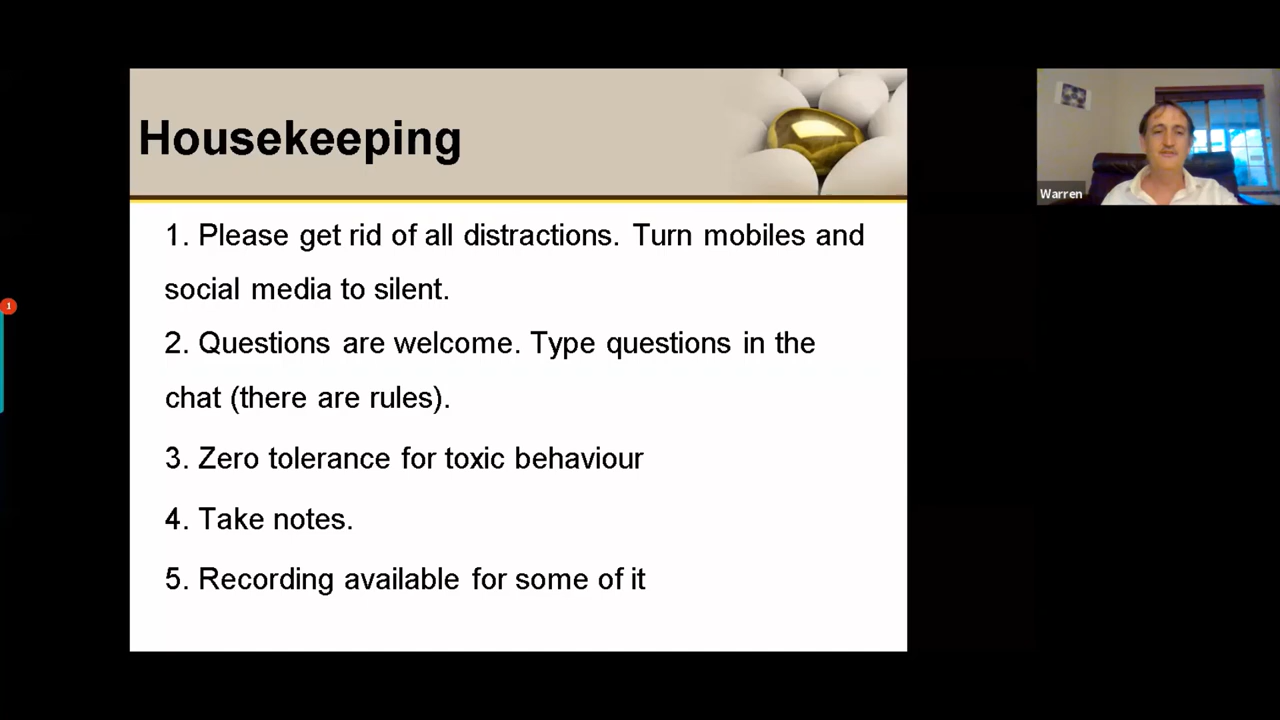 Housekeeping
1. Please get rid of all distractions. Turn mobiles and
social media to silent.
2. Questions are welcome. Type questions in the
chat (there are rules).
3. Zero tolerance for toxic behaviour
4. Take notes.
5. Recording available for some of it
Warren
1